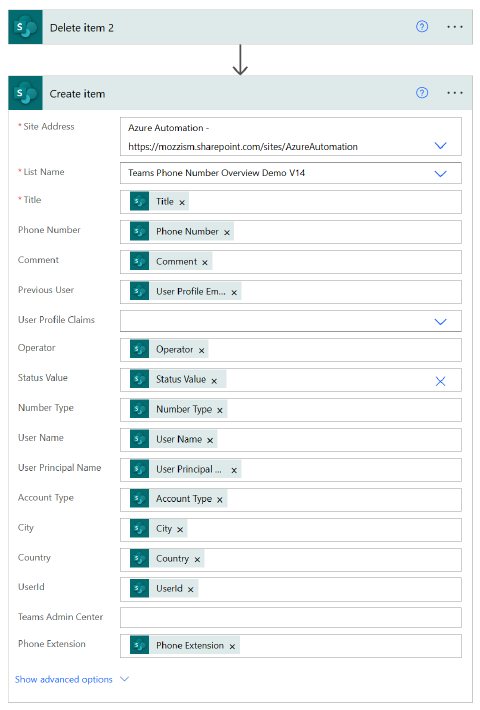 Delete item 2
Create item
* Site Address
Azure Automation -
https://mozzism.sharepoint.com/sites/AzureAutomation
* List Name
Teams Phone Number Overview Demo V14
* Title
Title ×
Phone Number
Phone Number ×
Comment
Comment ×
Previous User
User Profile Em... ×
User Profile Claims
Operator
Operator ×
Status Value
Status Value ×
Number Type
Number Type ×
User Name
User Name ×
User Principal Name
User Principal ... ×
Account Type
Account Type ×
City
City ×
Country
Country ×
UserId
UserId ×
Teams Admin Center
Phone Extension
Phone Extension ×
Show advanced options